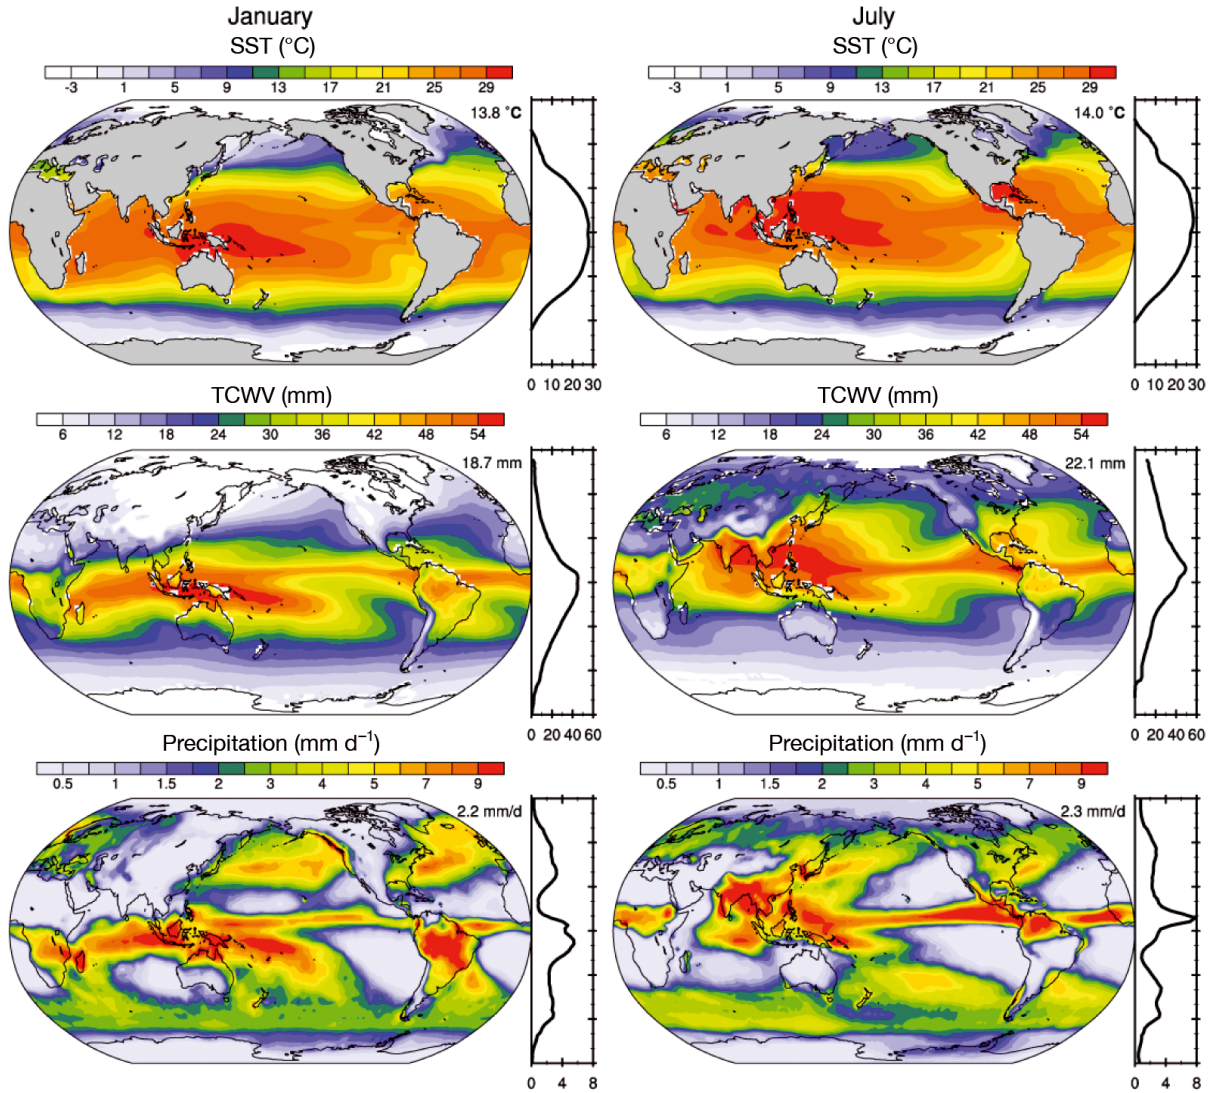 January
SST (°C)
-3 1 5 9 13 17 21 25 29
13.8 °C
0 10 20 30
July
SST (°C)
-3 1 5 9 13 17 21 25 29
14.0 °C
0 10 20 30
TCWV (mm)
6 12 18 24 30 36 42 48 54
18.7 mm
0 20 40 60
TCWV (mm)
6 12 18 24 30 36 42 48 54
22.1 mm
0 20 40 60
Precipitation (mm d⁻¹)
0.5 1 1.5 2 3 4 5 7 9
2.2 mm/d
0 4 8
Precipitation (mm d⁻¹)
0.5 1 1.5 2 3 4 5 7 9
2.3 mm/d
0 4 8